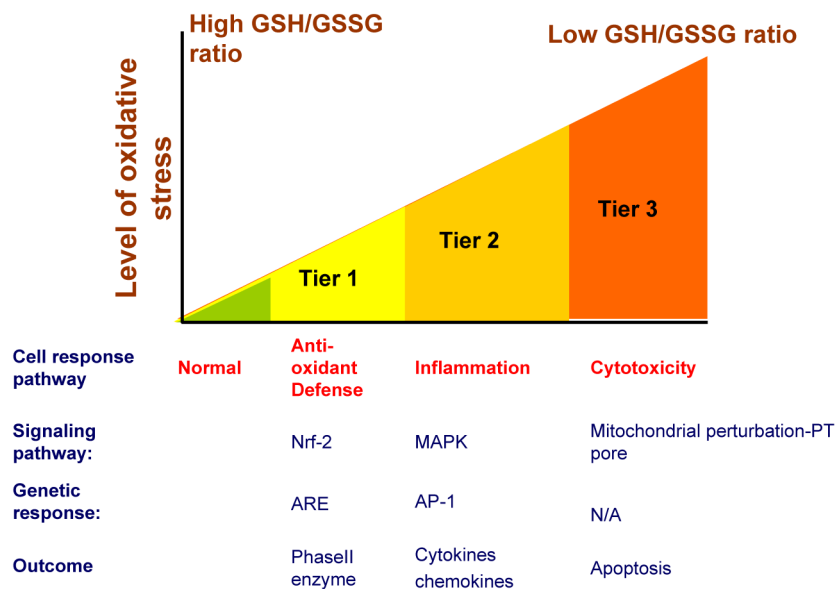 High GSH/GSSG
ratio
Low GSH/GSSG ratio
Level of oxidative
stress
Tier 1
Tier 2
Tier 3
Cell response
pathway
Normal
Anti-
oxidant
Defense
Inflammation
Cytotoxicity
Signaling
pathway:
Nrf-2
MAPK
Mitochondrial perturbation-PT
pore
Genetic
response:
ARE
AP-1
N/A
Outcome
PhaseII
enzyme
Cytokines
chemokines
Apoptosis